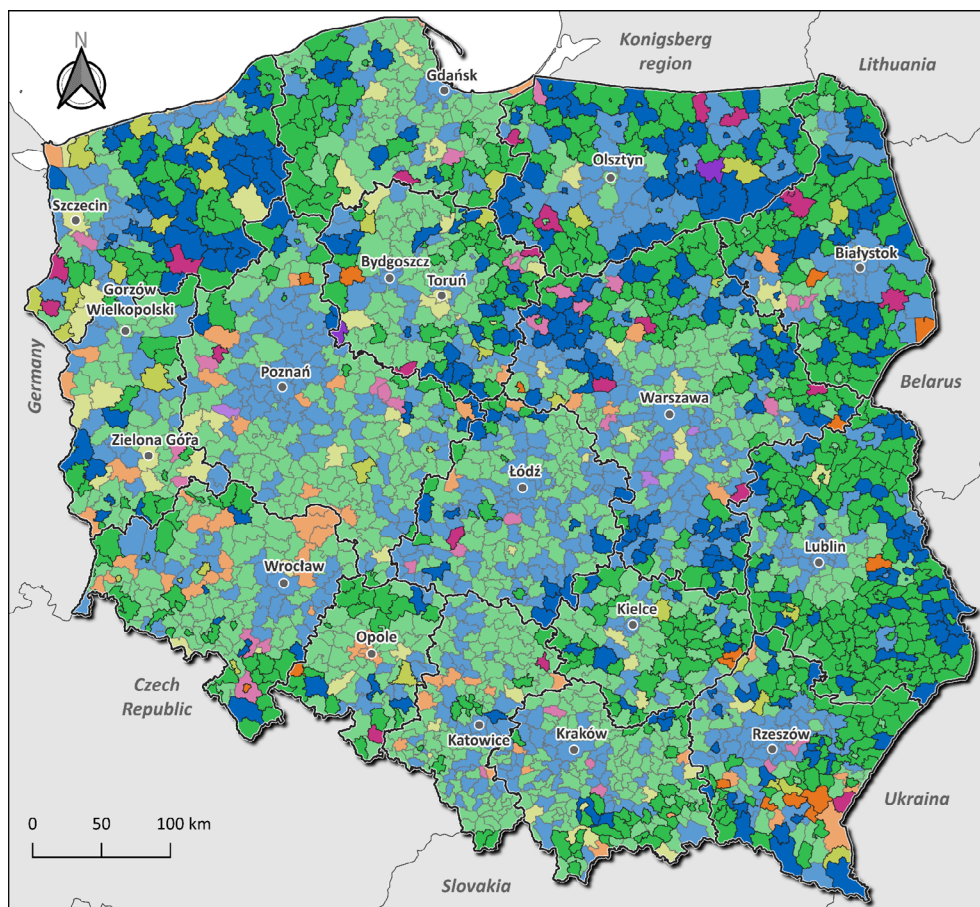 N
Konigsberg
region
Lithuania
Gdańsk
Olsztyn
Szczecin
Białystok
Bydgoszcz
Toruń
Gorzów
Wielkopolski
Germany
Poznań
Belarus
Warszawa
Zielona Góra
Łódź
Lublin
Wrocław
Kielce
Opole
Czech
Republic
Katowice
Kraków
Rzeszów
Ukraina
0 50 100 km
Slovakia